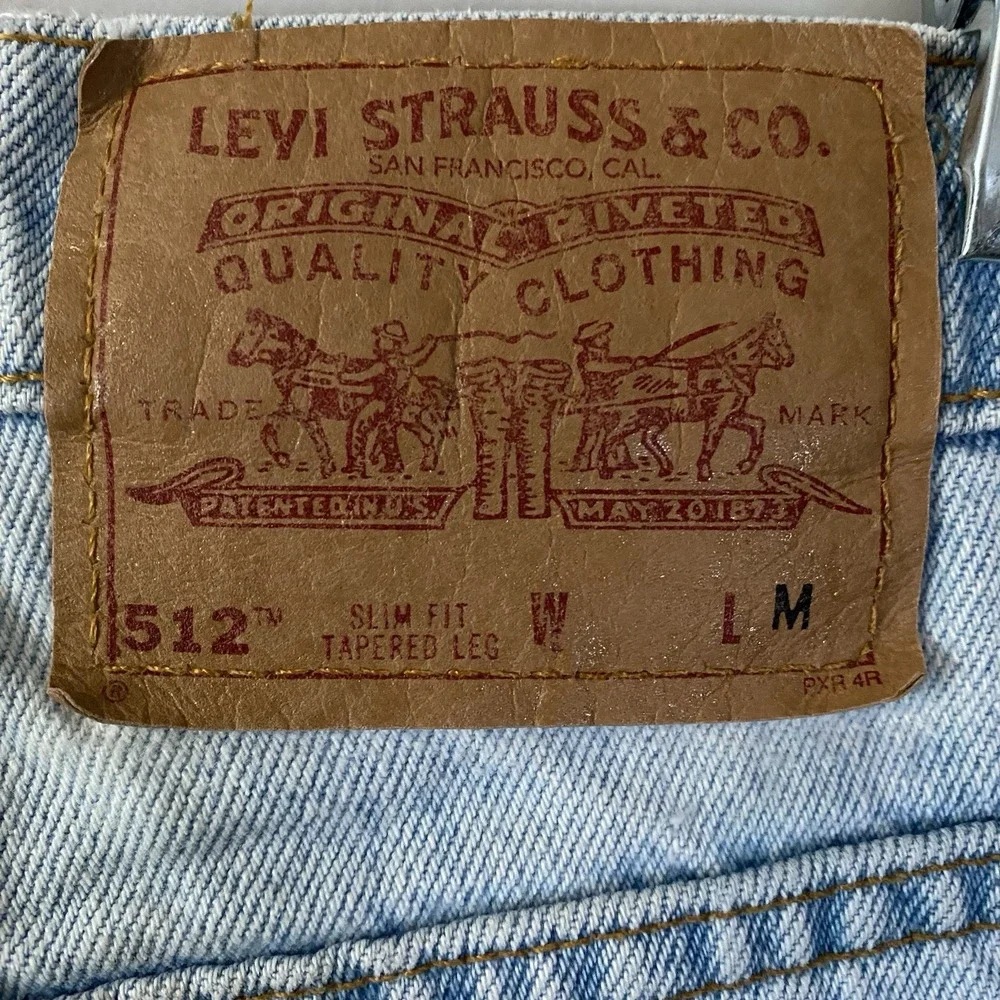 LEVI STRAUSS & CO.
SAN FRANCISCO, CAL.
ORIGINAL RIVETED
QUALITY CLOTHING
TRADE MARK
PATENTED IN U.S. MAY 20 1873
512™ SLIM FIT TAPERED LEG W L M
® PXR 4R